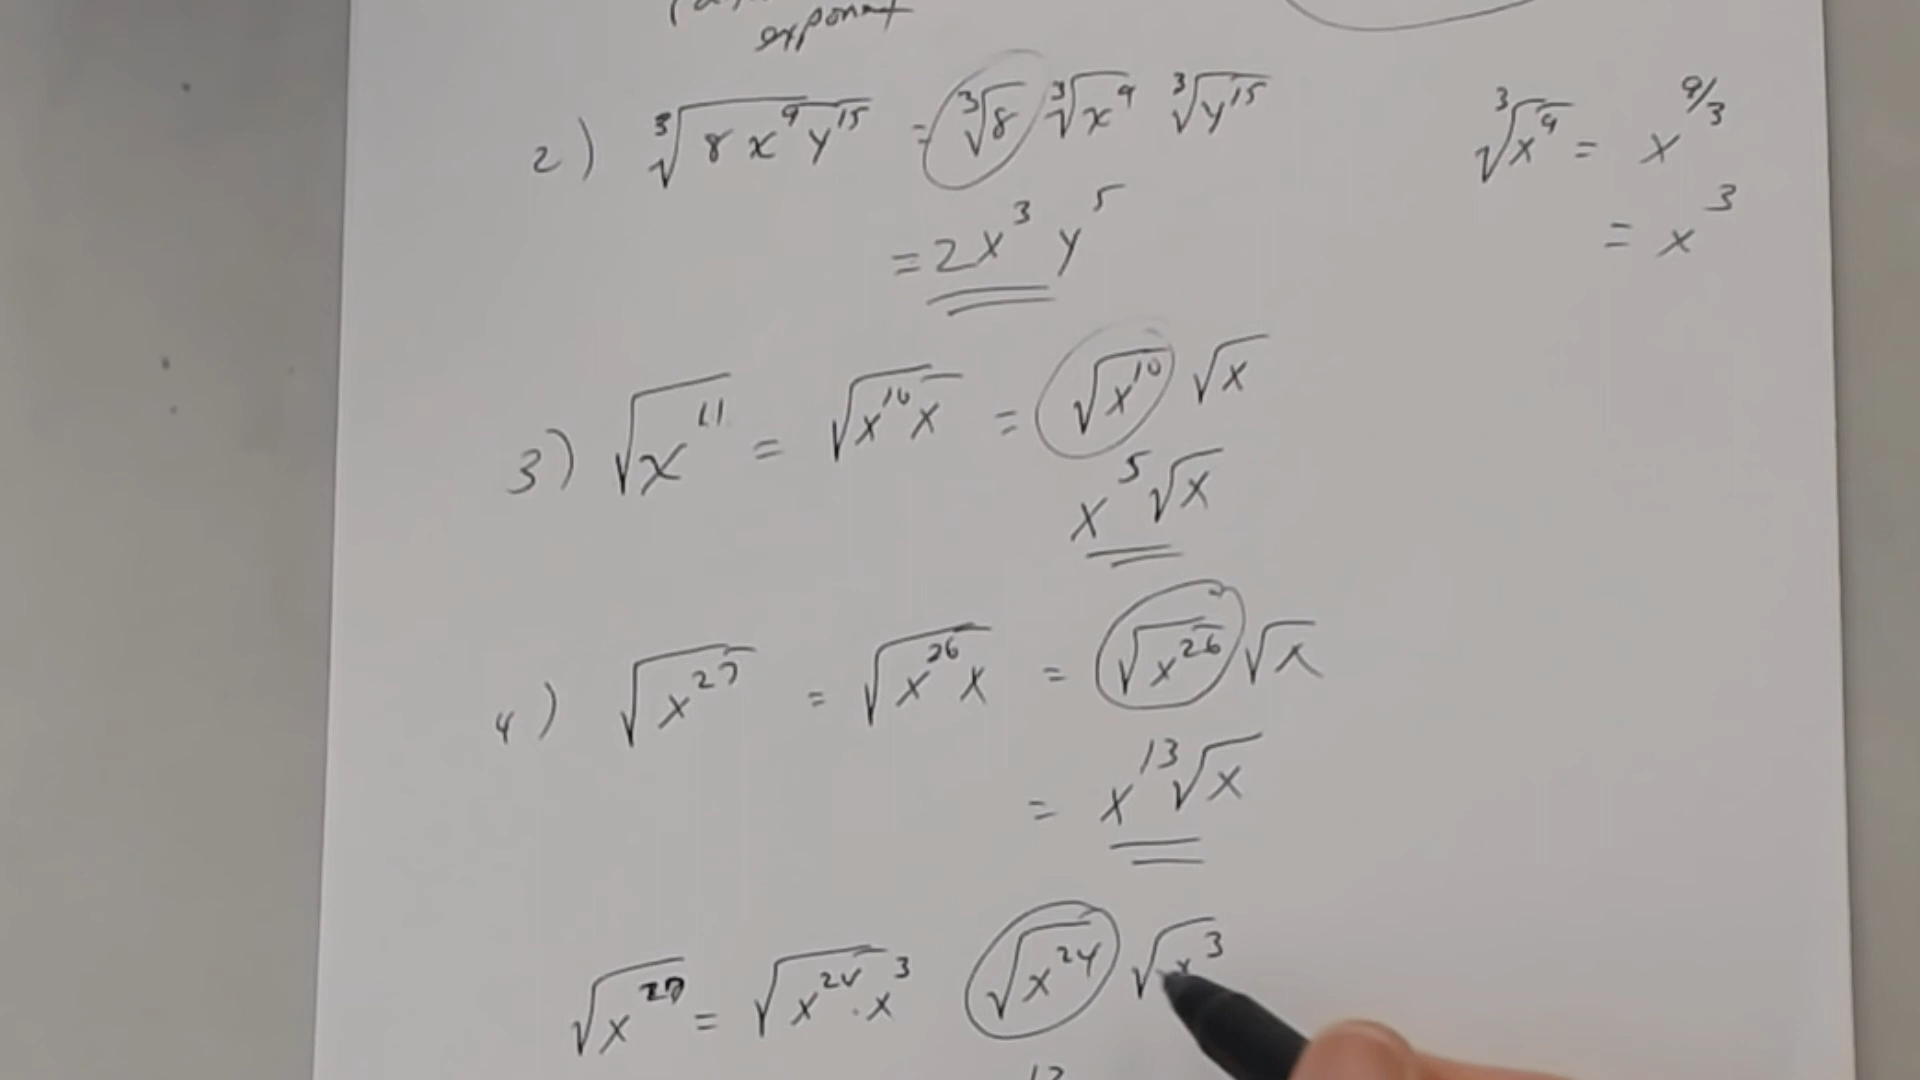 exponent
2) ∛(8x⁹y¹⁵) = ∛8 ∛x⁹ ∛y¹⁵
= 2x³y⁵
∛x⁹ = x^(9/3)
= x³
3) √x¹¹ = √(x¹⁰x) = √x¹⁰ √x
x⁵√x
4) √x²⁷ = √(x²⁶x) = √x²⁶ √x
= x¹³√x
√x²⁷ = √(x²⁴·x³) √x²⁴ √x³
12